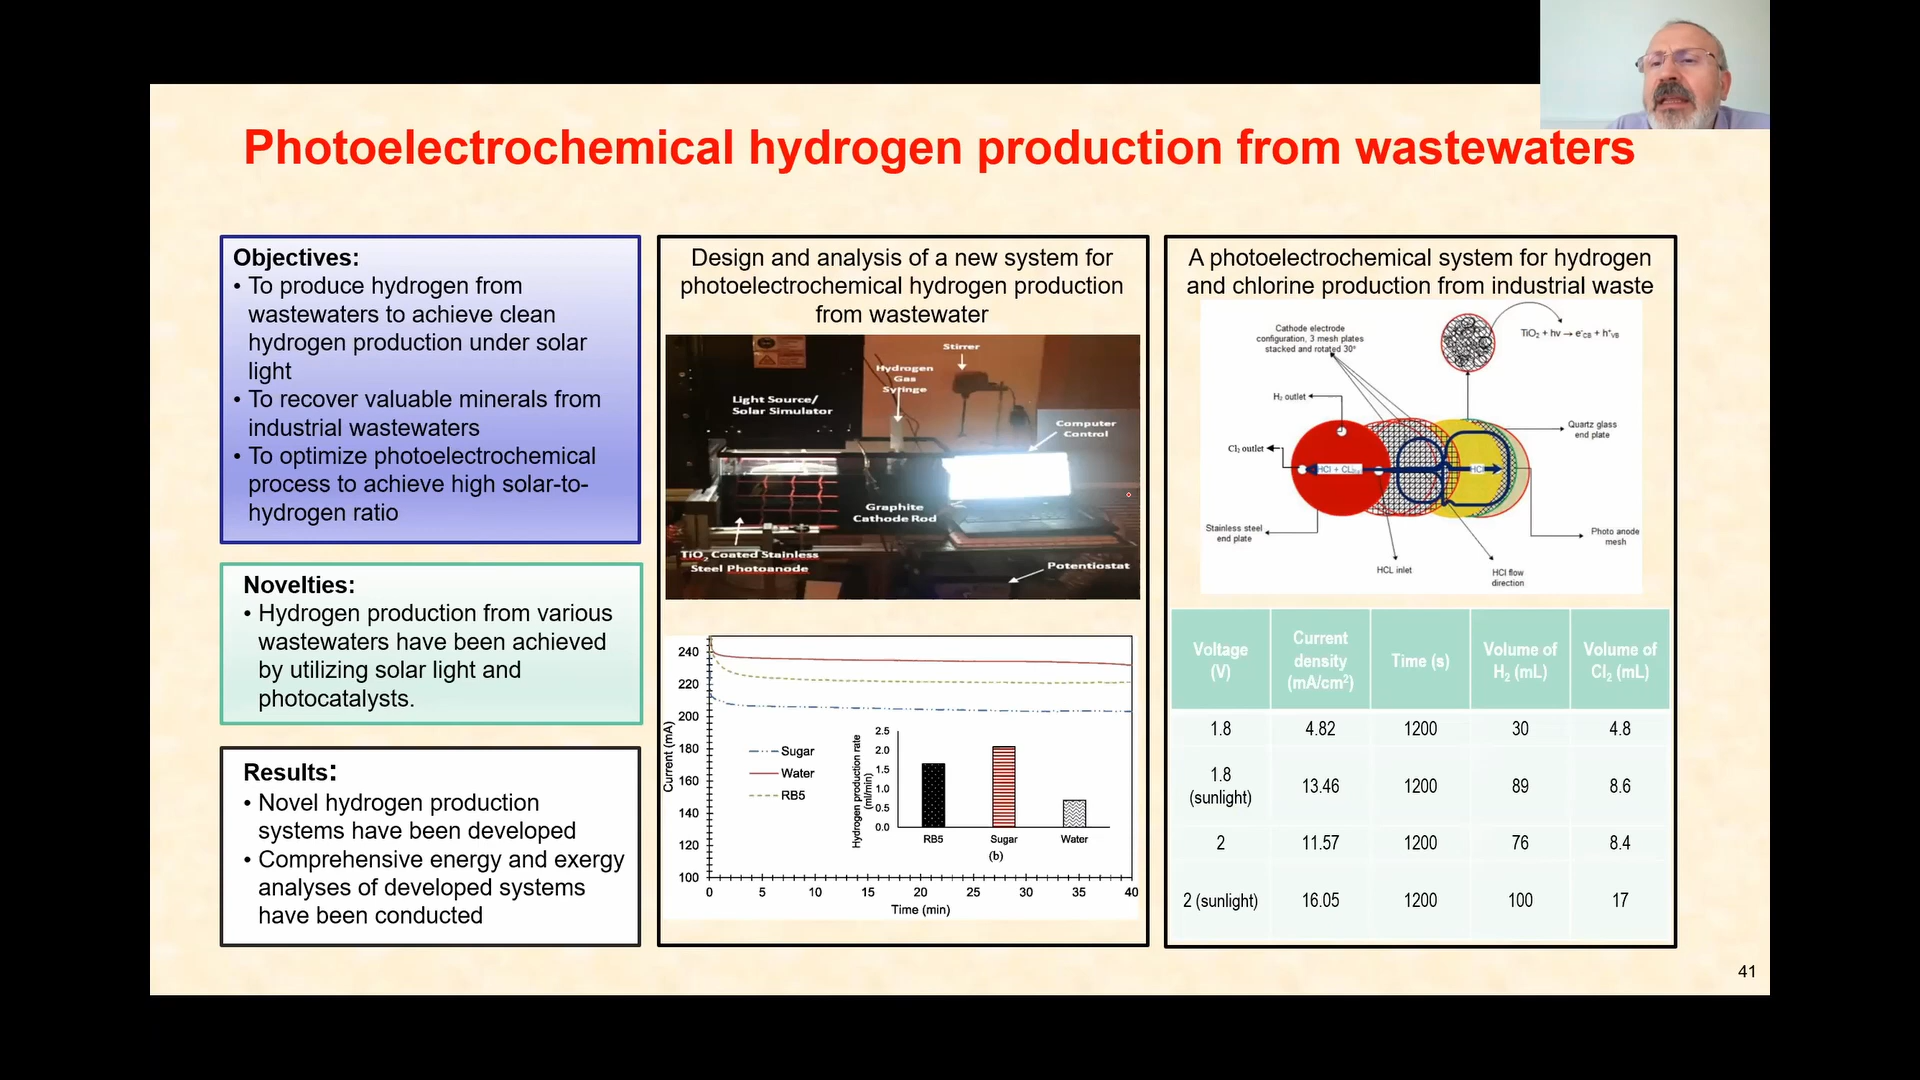 Photoelectrochemical hydrogen production from wastewaters
Objectives:
• To produce hydrogen from
wastewaters to achieve clean
hydrogen production under solar
light
• To recover valuable minerals from
industrial wastewaters
• To optimize photoelectrochemical
process to achieve high solar-to-
hydrogen ratio
Novelties:
• Hydrogen production from various
wastewaters have been achieved
by utilizing solar light and
photocatalysts.
Results:
• Novel hydrogen production
systems have been developed
• Comprehensive energy and exergy
analyses of developed systems
have been conducted
Design and analysis of a new system for
photoelectrochemical hydrogen production
from wastewater
Stirrer
Hydrogen
Gas
Syringe
Light Source/
Solar Simulator
Computer
Control
Graphite
Cathode Rod
TiO2 Coated Stainless
Steel Photoanode
Potentiostat
Current (mA)
240
220
200
180
160
140
120
100
0 5 10 15 20 25 30 35 40
Time (min)
Sugar
Water
RB5
Hydrogen production rate
(ml/min)
2.5
2.0
1.5
1.0
0.5
0.0
RB5 Sugar Water
(b)
A photoelectrochemical system for hydrogen
and chlorine production from industrial waste
Cathode electrode
configuration, 3 mesh plates
stacked and rotated 30°
TiO2 + hv → e-CB + h+VB
H2 outlet
Quartz glass
end plate
Cl2 outlet
HCl
Stainless steel
end plate
Photo anode
mesh
HCL inlet
HCl flow
direction
Voltage (V) Current density (mA/cm2) Time (s) Volume of H2 (mL) Volume of Cl2 (mL)
1.8 4.82 1200 30 4.8
1.8 (sunlight) 13.46 1200 89 8.6
2 11.57 1200 76 8.4
2 (sunlight) 16.05 1200 100 17
41